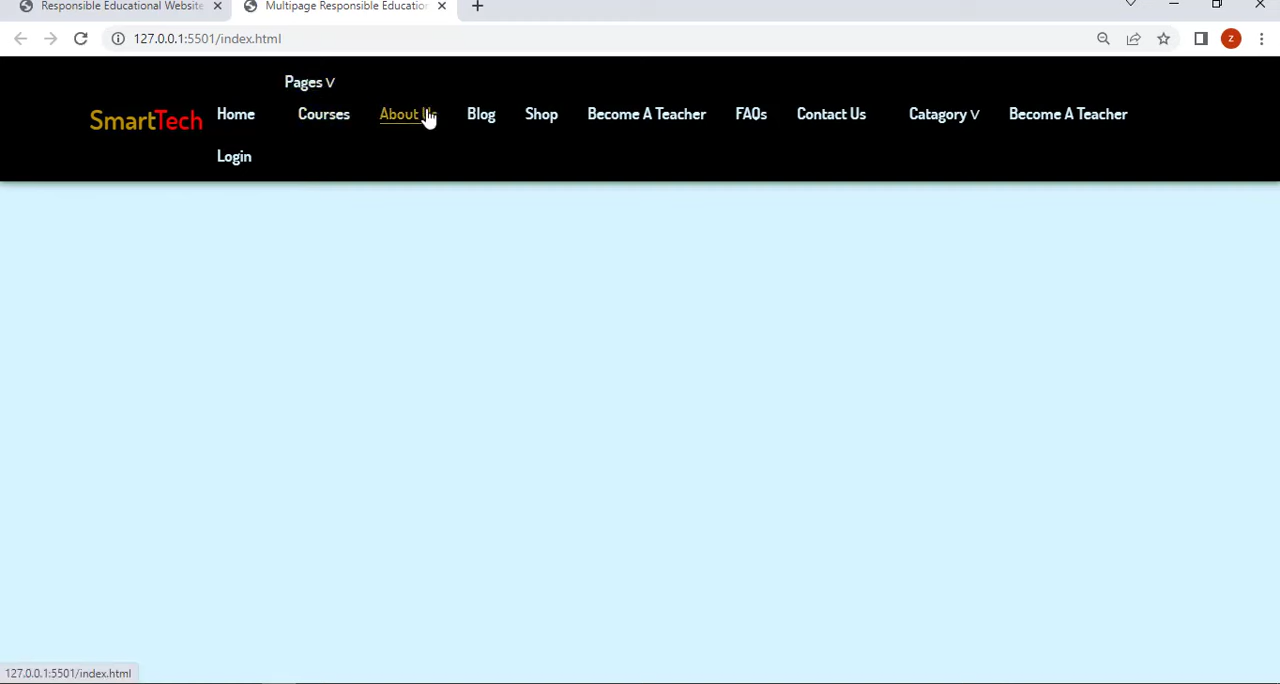 Responsible Educational Website
Multipage Responsible Educatio
127.0.0.1:5501/index.html
z
Pages V
SmartTech Home Courses About Us Blog Shop Become A Teacher FAQs Contact Us Catagory V Become A Teacher
Login
127.0.0.1:5501/index.html